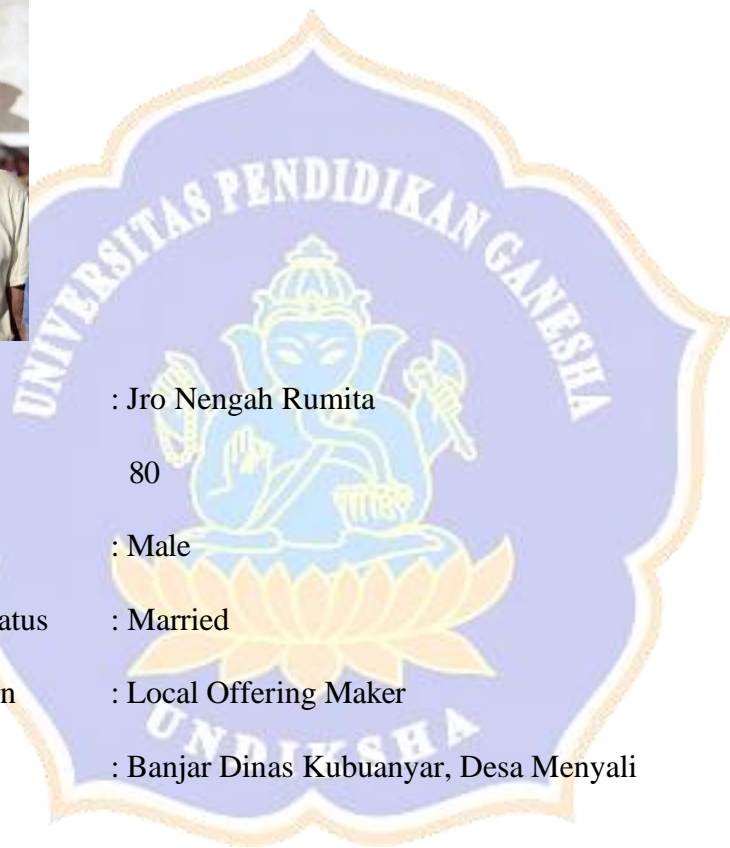 UNIVERSITAS PENDIDIKAN GANESHA
: Jro Nengah Rumita
80
: Male
atus : Married
n : Local Offering Maker
UNDIKSHA
: Banjar Dinas Kubuanyar, Desa Menyali